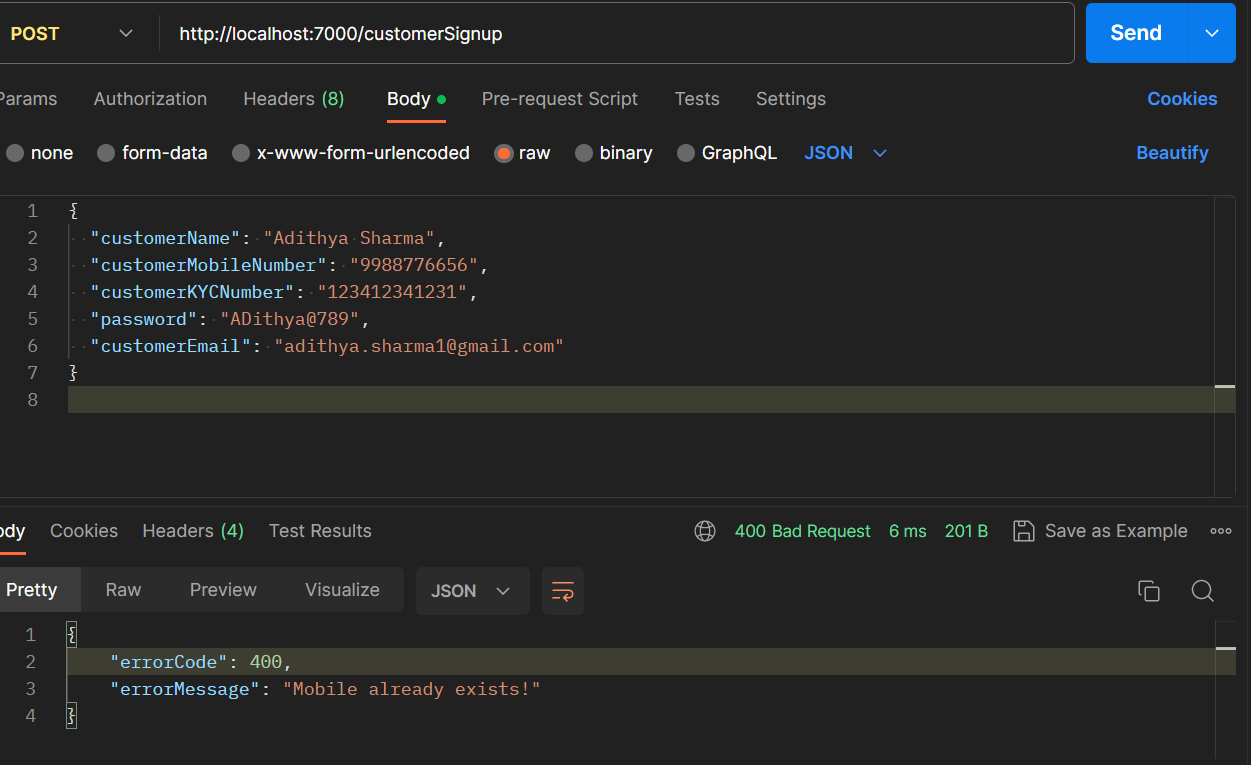 POST http://localhost:7000/customerSignup Send
Params Authorization Headers (8) Body Pre-request Script Tests Settings Cookies
none form-data x-www-form-urlencoded raw binary GraphQL JSON Beautify
1 {
2 "customerName": "Adithya Sharma",
3 "customerMobileNumber": "9988776656",
4 "customerKYCNumber": "123412341231",
5 "password": "ADithya@789",
6 "customerEmail": "adithya.sharma1@gmail.com"
7 }
8
ody Cookies Headers (4) Test Results 400 Bad Request 6 ms 201 B Save as Example
Pretty Raw Preview Visualize JSON
1 {
2 "errorCode": 400,
3 "errorMessage": "Mobile already exists!"
4 }